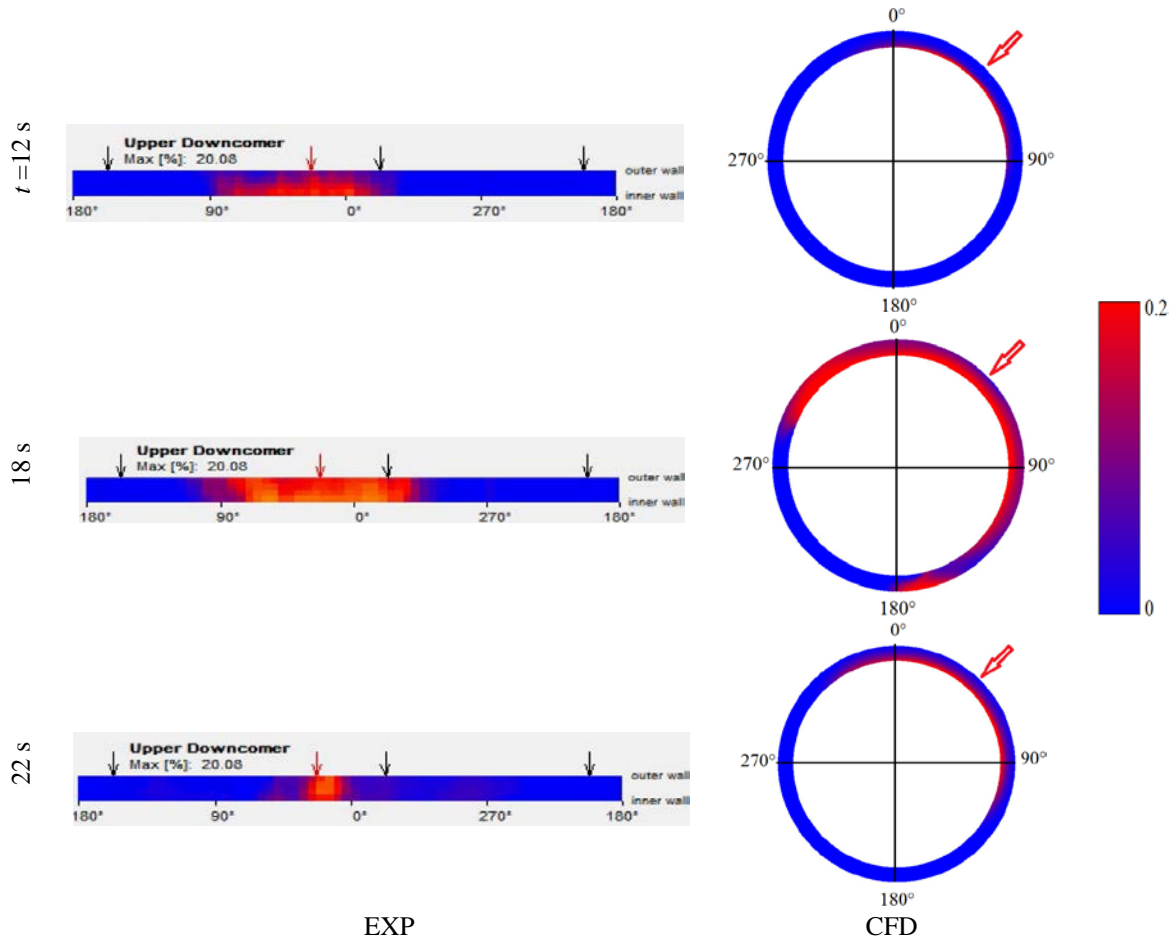 t =12 s
Upper Downcomer
Max [%]: 20.08
outer wall
inner wall
180° 90° 0° 270° 180°
0°
270° 90°
180°
18 s
Upper Downcomer
Max [%]: 20.08
outer wall
inner wall
180° 90° 0° 270° 180°
0°
270° 90°
180°
0.2
0
22 s
Upper Downcomer
Max [%]: 20.08
outer wall
inner wall
180° 90° 0° 270° 180°
0°
270° 90°
180°
EXP CFD